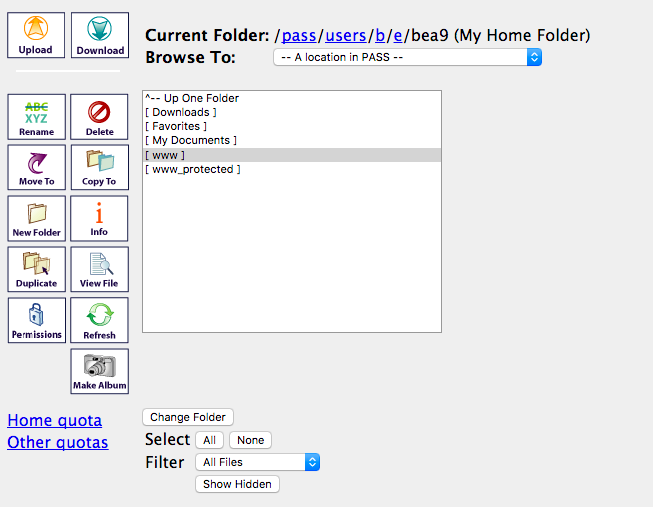 Upload
Download
Current Folder: /pass/users/b/e/bea9 (My Home Folder)
Browse To: -- A location in PASS --
ABC
XYZ
Rename
Delete
Move To
Copy To
New Folder
i
Info
Duplicate
View File
Permissions
Refresh
Make Album
^-- Up One Folder
[ Downloads ]
[ Favorites ]
[ My Documents ]
[ www ]
[ www_protected ]
Home quota
Other quotas
Change Folder
Select All None
Filter All Files
Show Hidden